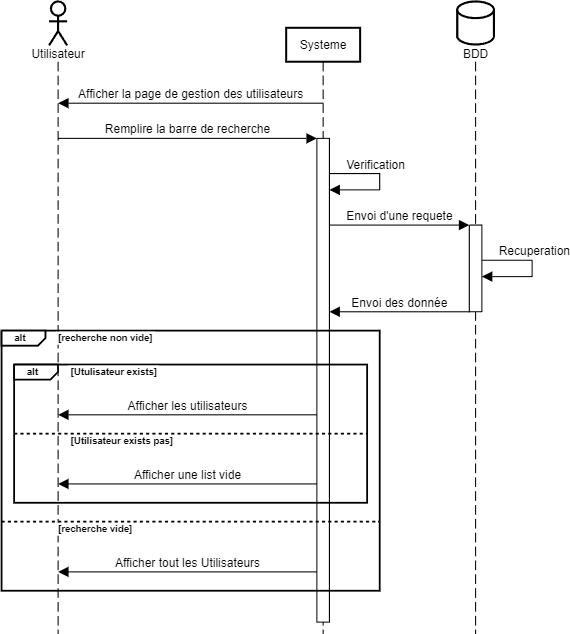 Utilisateur
Systeme
BDD
Afficher la page de gestion des utilisateurs
Remplire la barre de recherche
Verification
Envoi d'une requete
Recuperation
Envoi des donnée
alt
[recherche non vide]
alt
[Utulisateur exists]
Afficher les utilisateurs
[Utilisateur exists pas]
Afficher une list vide
[recherche vide]
Afficher tout les Utilisateurs